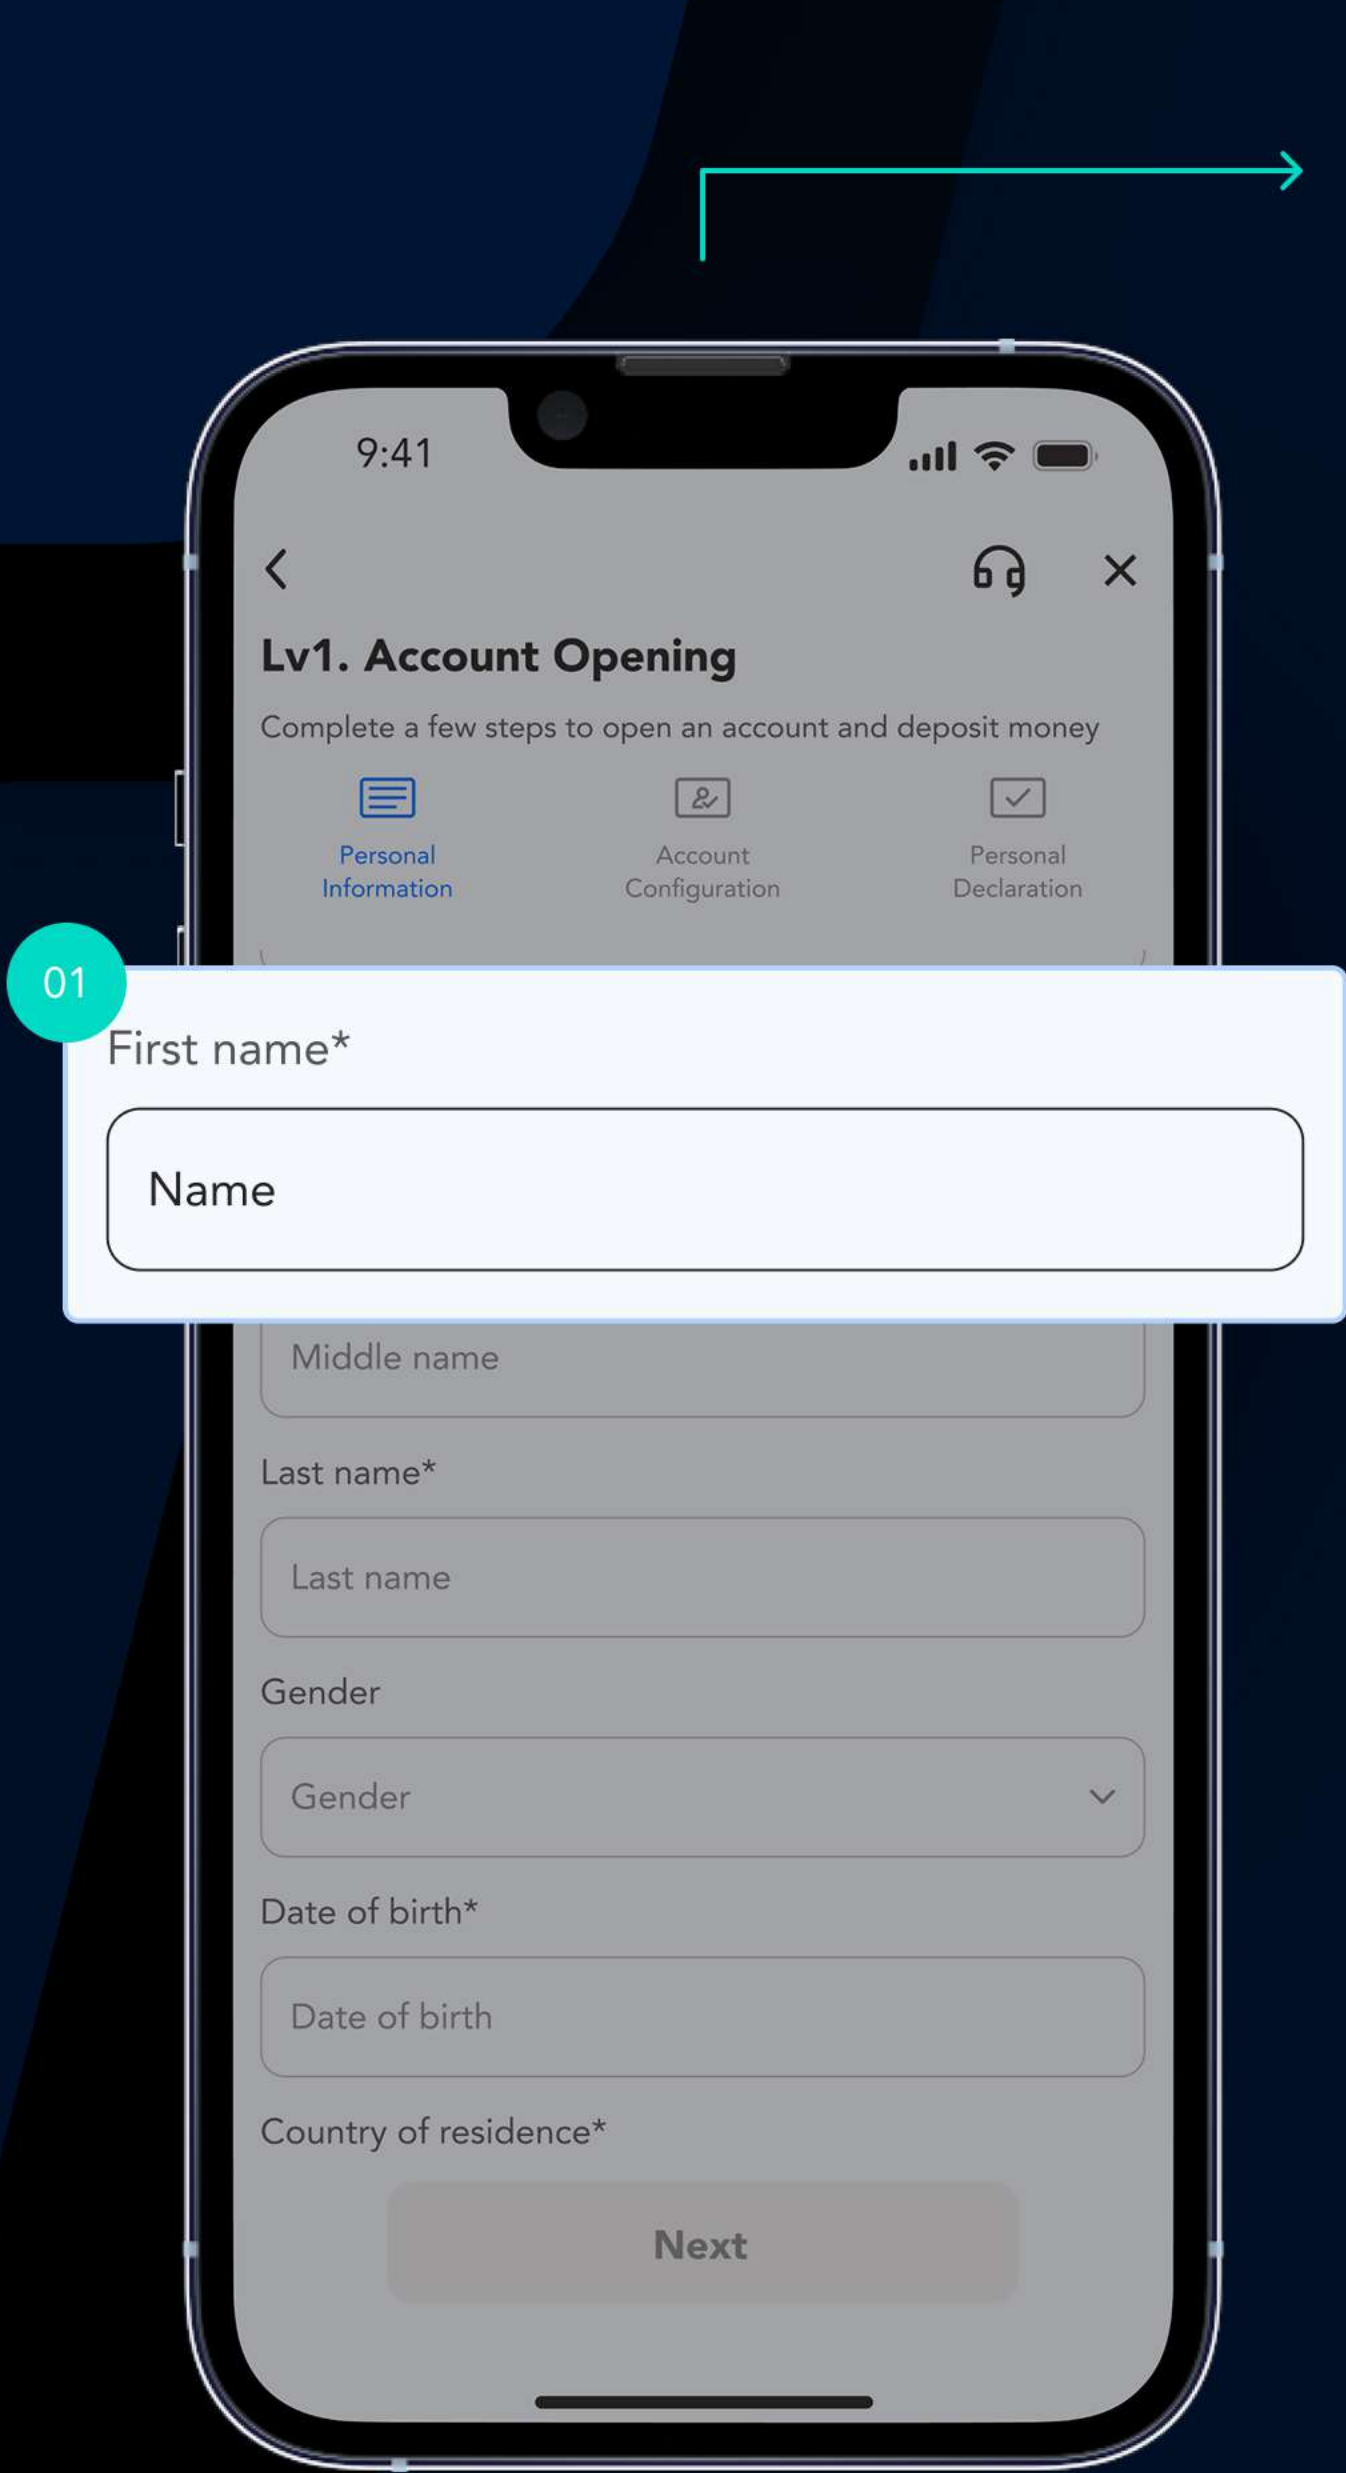 9:41
Lv1. Account Opening
Complete a few steps to open an account and deposit money
Personal
Information
Account
Configuration
Personal
Declaration
01
First name*
Name
Middle name
Last name*
Last name
Gender
Gender
Date of birth*
Date of birth
Country of residence*
Next